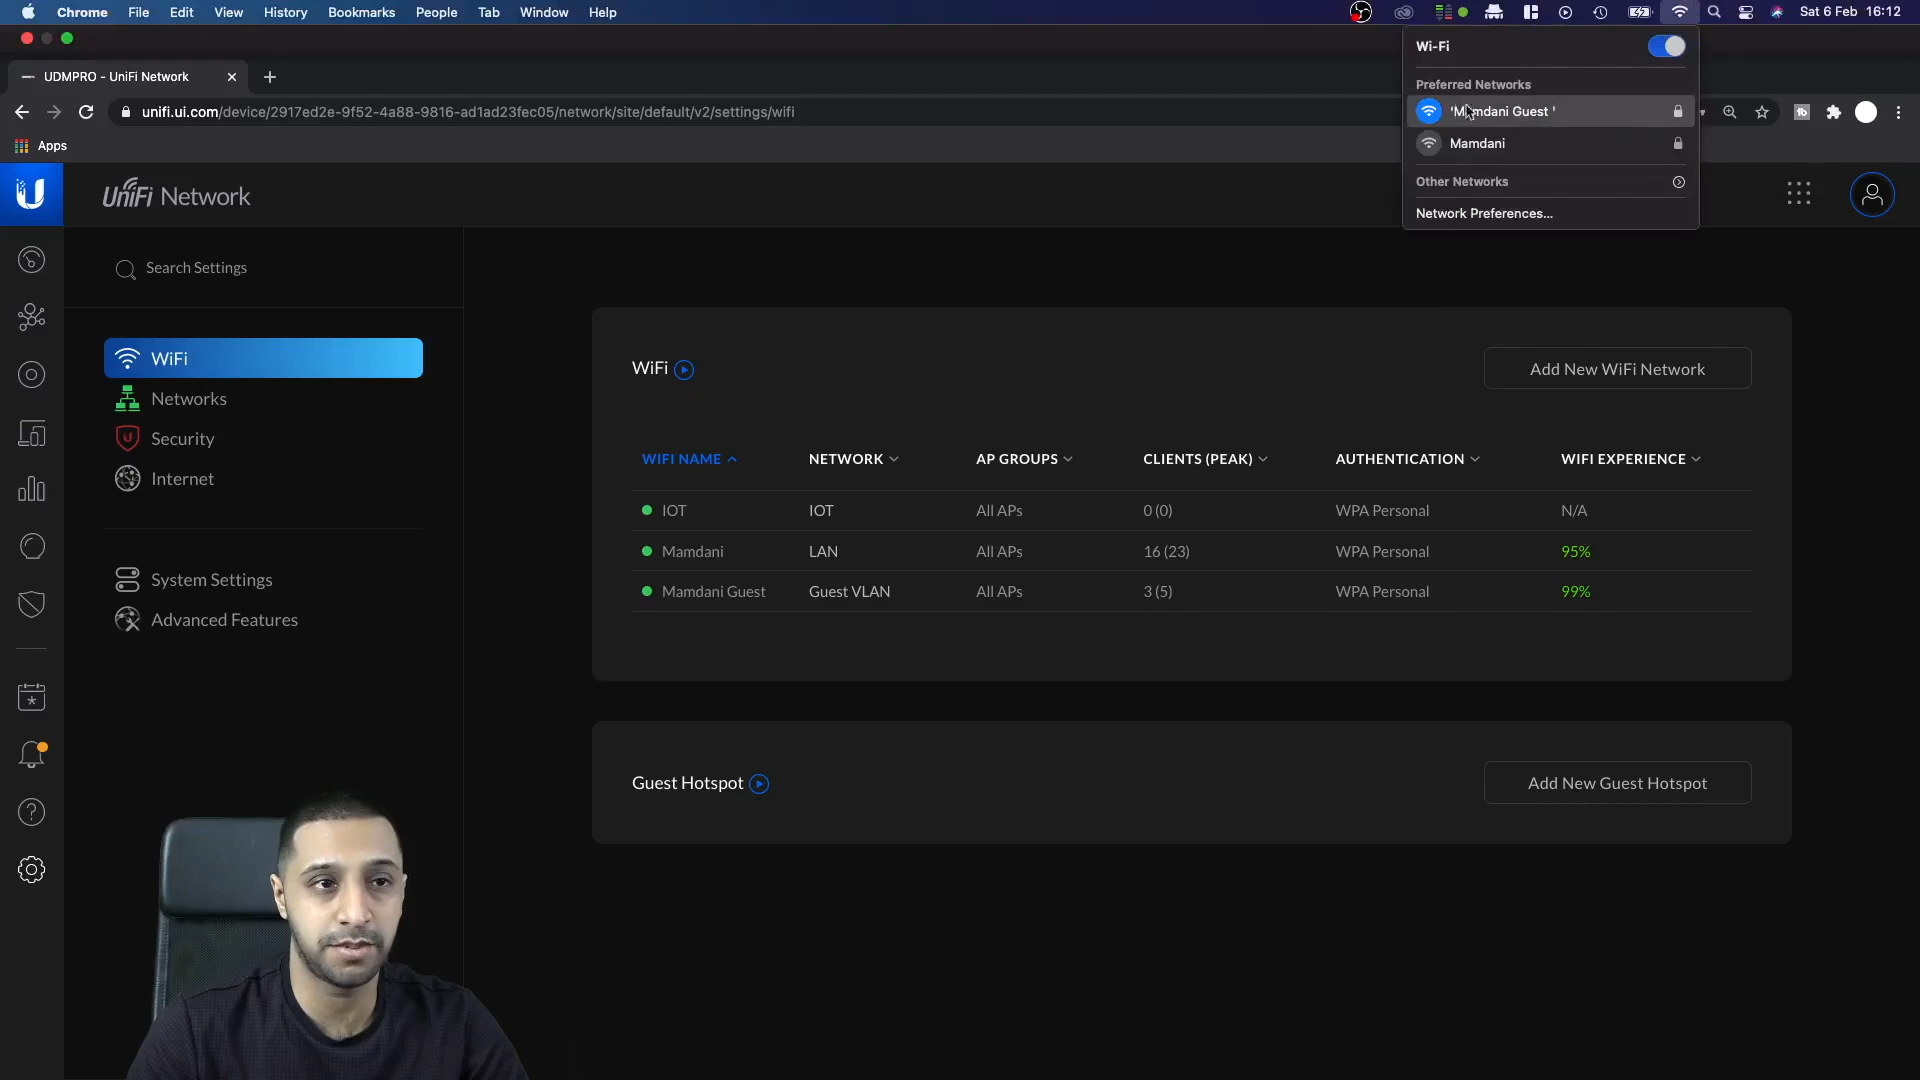 Chrome File Edit View History Bookmarks People Tab Window Help Sat 6 Feb 16:12
Wi-Fi
UDMPRO - UniFi Network
Preferred Networks
unifi.ui.com/device/2917ed2e-9f52-4a88-9816-ad1ad23fec05/network/site/default/v2/settings/wifi
'Mamdani Guest '
Apps
Mamdani
Other Networks
UniFi Network
Network Preferences...
Search Settings
WiFi
Networks
Security
Internet
System Settings
Advanced Features
WiFi
Add New WiFi Network
WIFI NAME NETWORK AP GROUPS CLIENTS (PEAK) AUTHENTICATION WIFI EXPERIENCE
IOT IOT All APs 0 (0) WPA Personal N/A
Mamdani LAN All APs 16 (23) WPA Personal 95%
Mamdani Guest Guest VLAN All APs 3 (5) WPA Personal 99%
Guest Hotspot
Add New Guest Hotspot